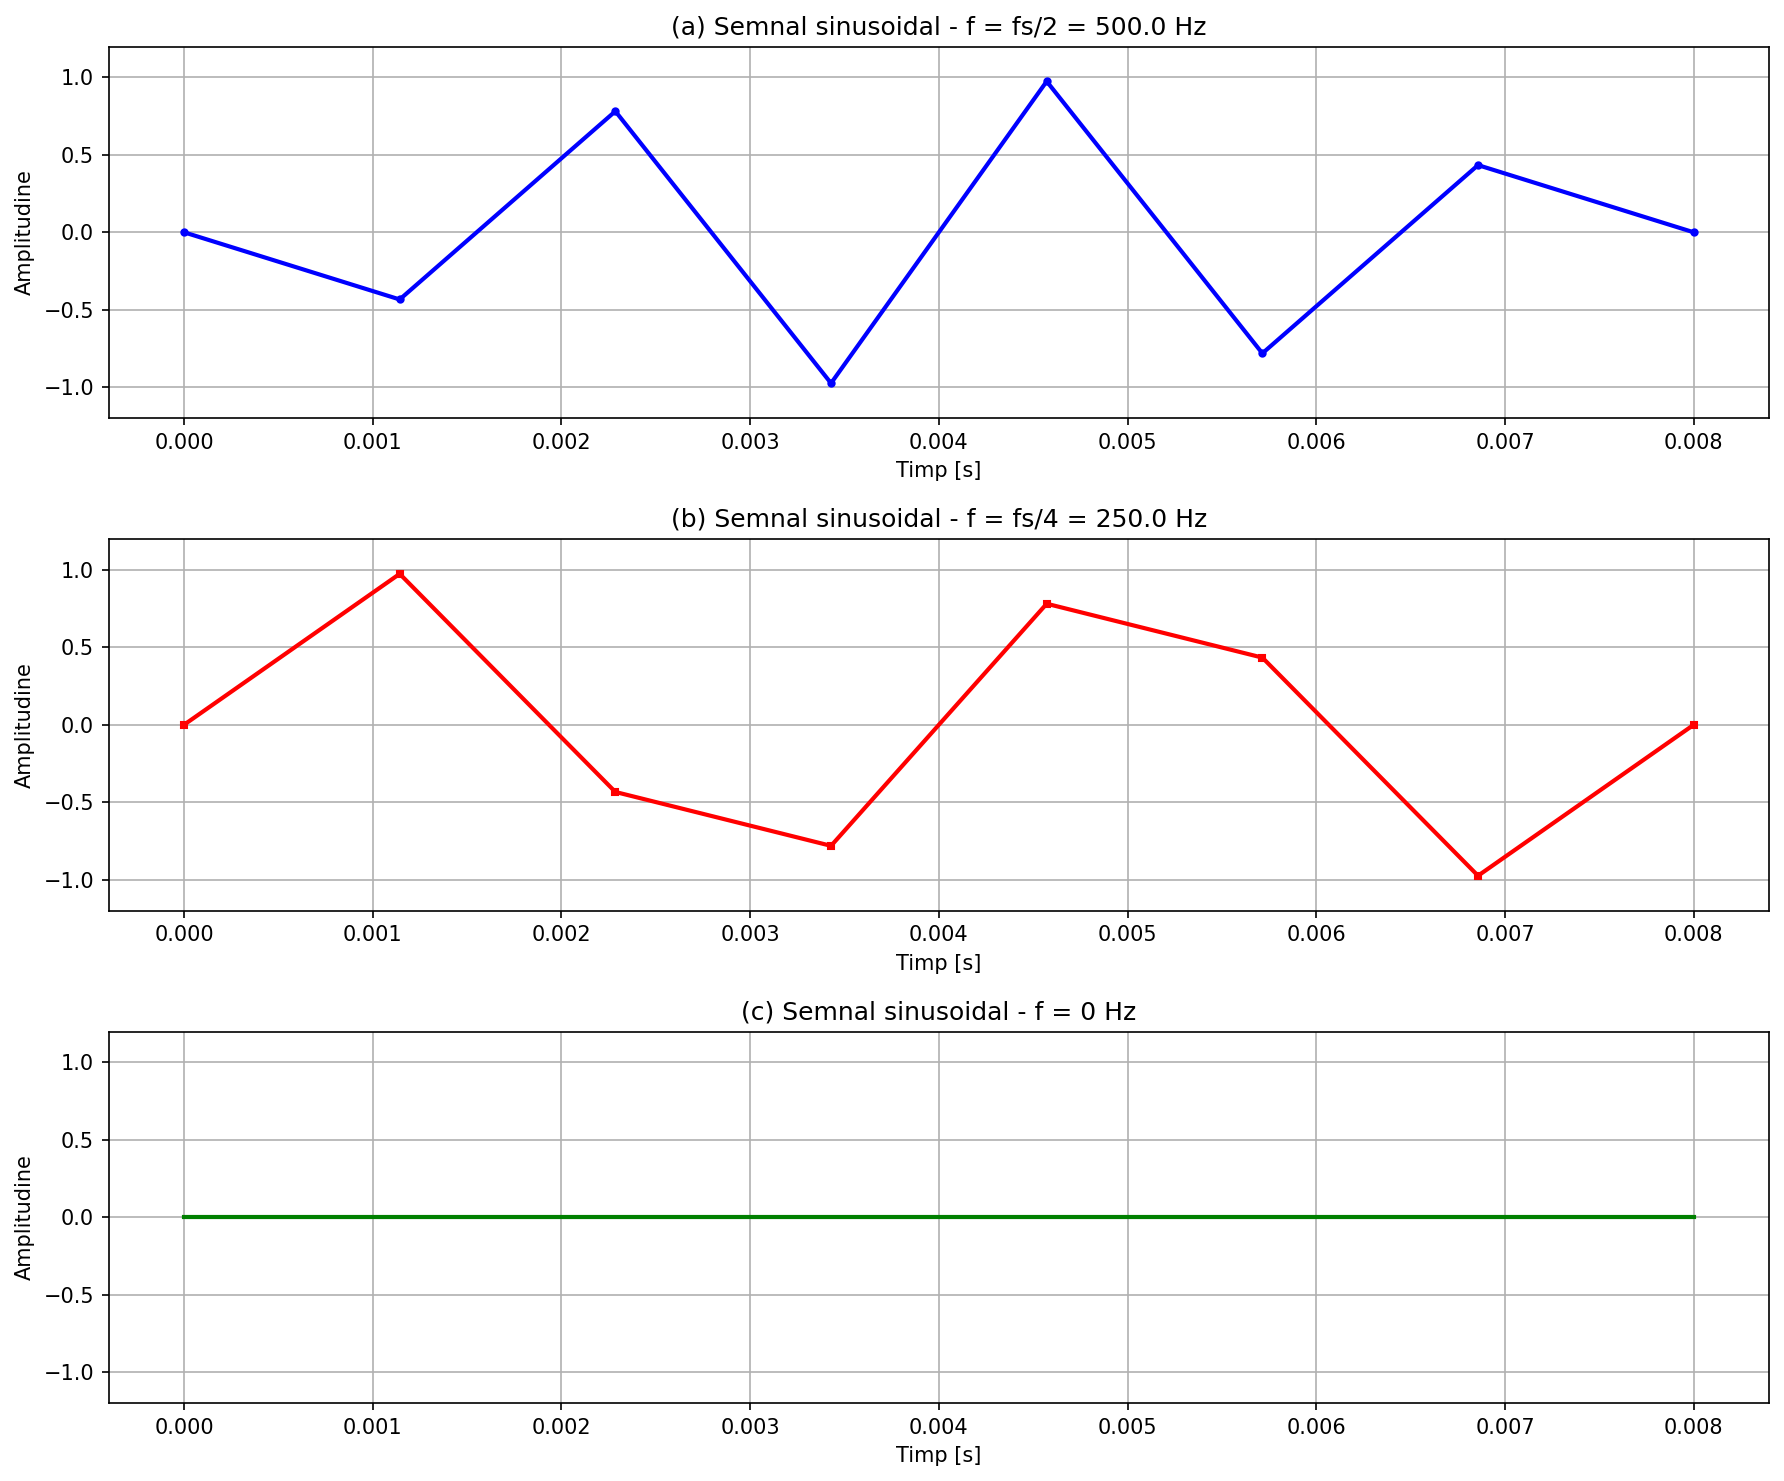 (a) Semnal sinusoidal - f = fs/2 = 500.0 Hz
1.0
0.5
0.0
−0.5
−1.0
Amplitudine
0.000 0.001 0.002 0.003 0.004 0.005 0.006 0.007 0.008
Timp [s]
(b) Semnal sinusoidal - f = fs/4 = 250.0 Hz
1.0
0.5
0.0
−0.5
−1.0
Amplitudine
0.000 0.001 0.002 0.003 0.004 0.005 0.006 0.007 0.008
Timp [s]
(c) Semnal sinusoidal - f = 0 Hz
1.0
0.5
0.0
−0.5
−1.0
Amplitudine
0.000 0.001 0.002 0.003 0.004 0.005 0.006 0.007 0.008
Timp [s]